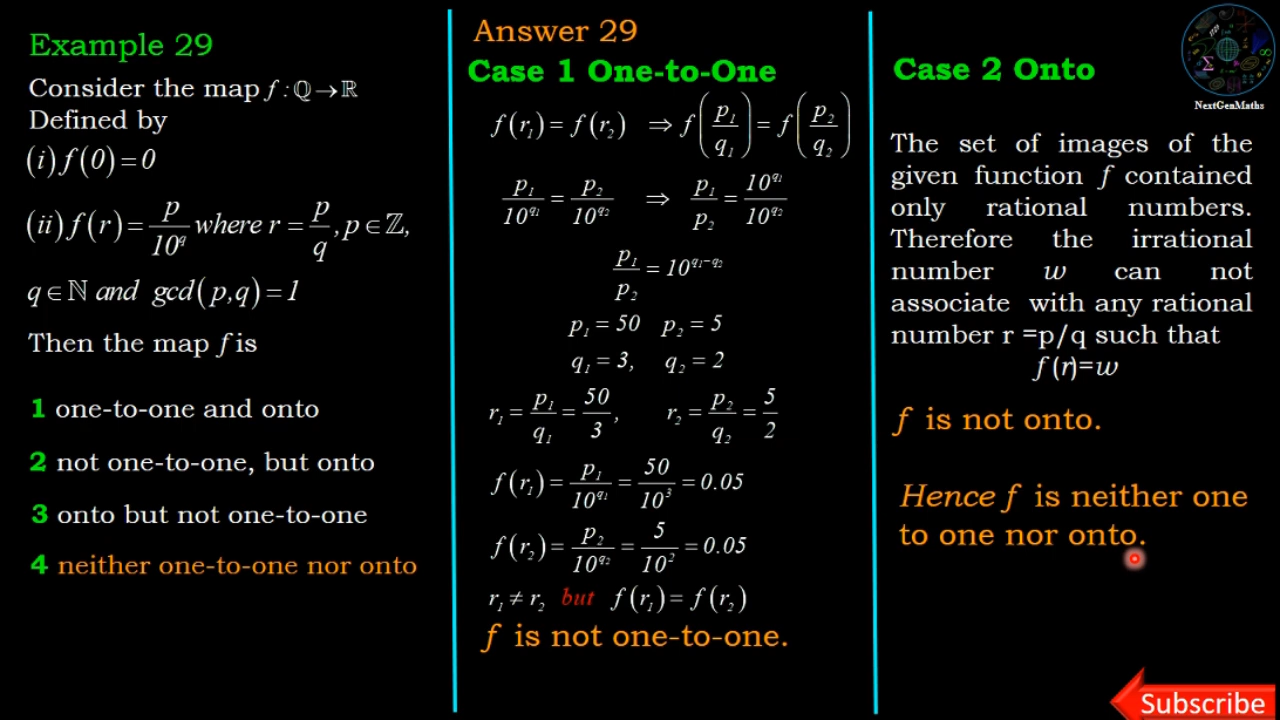 Example 29
Consider the map f : ℚ → ℝ
Defined by
(i) f(0) = 0
(ii) f(r) = p/10^q where r = p/q, p ∈ ℤ,
q ∈ ℕ and gcd(p,q) = 1
Then the map f is
1 one-to-one and onto
2 not one-to-one, but onto
3 onto but not one-to-one
4 neither one-to-one nor onto
Answer 29
Case 1 One-to-One
f(r₁) = f(r₂) ⇒ f(p₁/q₁) = f(p₂/q₂)
p₁/10^q₁ = p₂/10^q₂ ⇒ p₁/p₂ = 10^q₁/10^q₂
p₁/p₂ = 10^(q₁−q₂)
p₁ = 50 p₂ = 5
q₁ = 3, q₂ = 2
r₁ = p₁/q₁ = 50/3, r₂ = p₂/q₂ = 5/2
f(r₁) = p₁/10^q₁ = 50/10³ = 0.05
f(r₂) = p₂/10^q₂ = 5/10² = 0.05
r₁ ≠ r₂ but f(r₁) = f(r₂)
f is not one-to-one.
Case 2 Onto
NextGenMaths
The set of images of the
given function f contained
only rational numbers.
Therefore the irrational
number w can not
associate with any rational
number r =p/q such that
f(r)=w
f is not onto.
Hence f is neither one
to one nor onto.
Subscribe